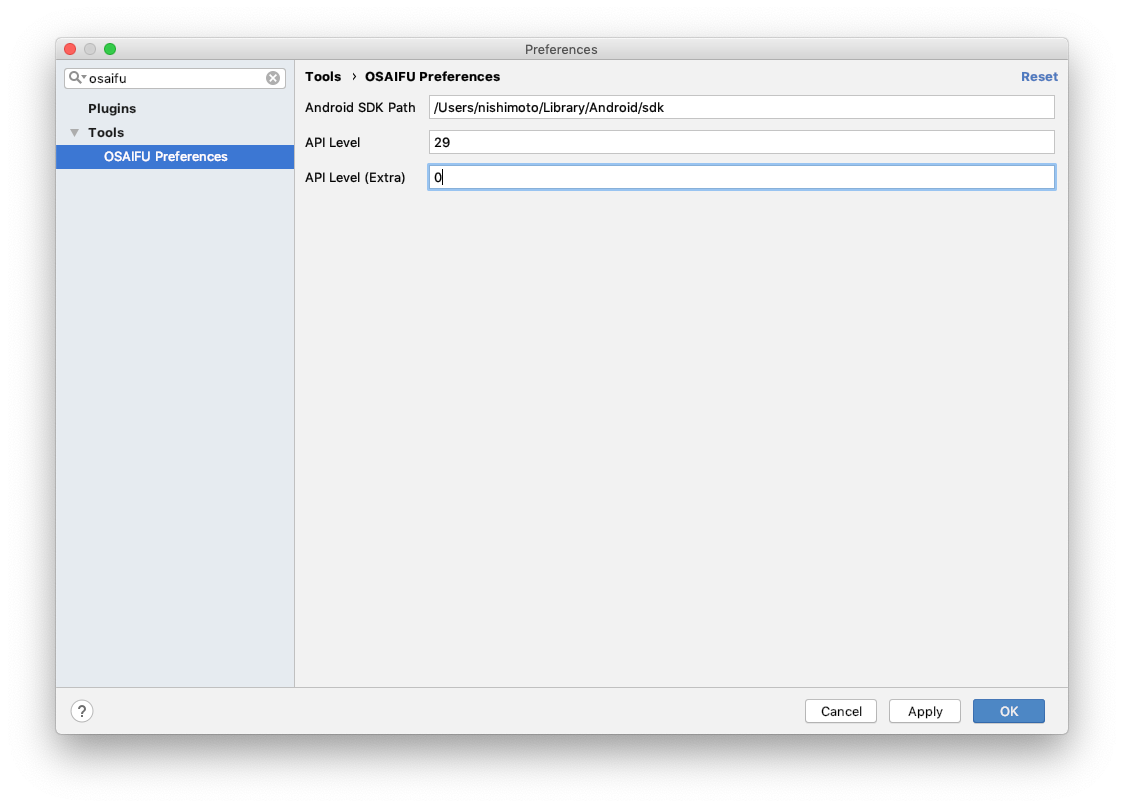 Preferences
osaifu
Plugins
Tools
OSAIFU Preferences
Tools › OSAIFU Preferences
Reset
Android SDK Path /Users/nishimoto/Library/Android/sdk
API Level 29
API Level (Extra) 0
?
Cancel Apply OK